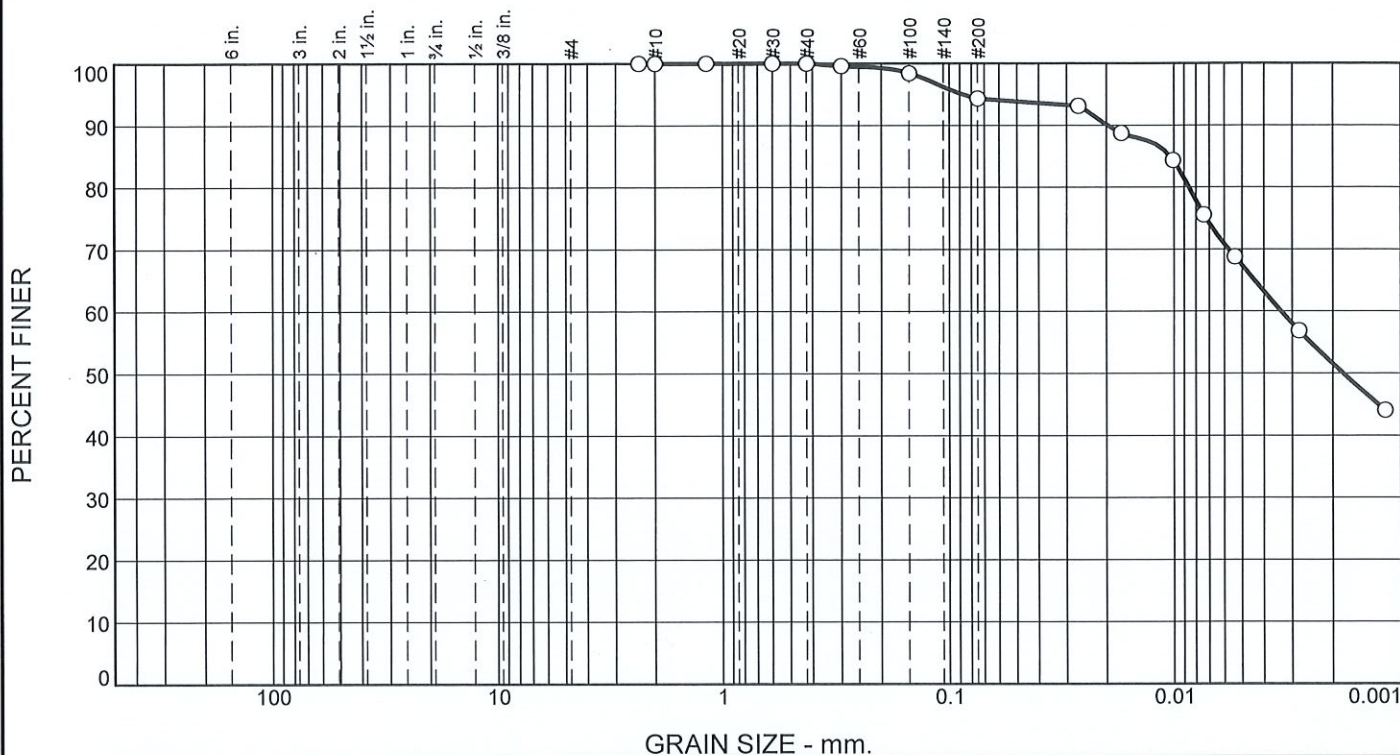 6 in.
3 in.
2 in.
1½ in.
1 in.
¾ in.
½ in.
3/8 in.
#4
#10
#20
#30
#40
#60
#100
#140
#200
PERCENT FINER
100
90
80
70
60
50
40
30
20
10
0
100 10 1 0.1 0.01 0.001
GRAIN SIZE - mm.